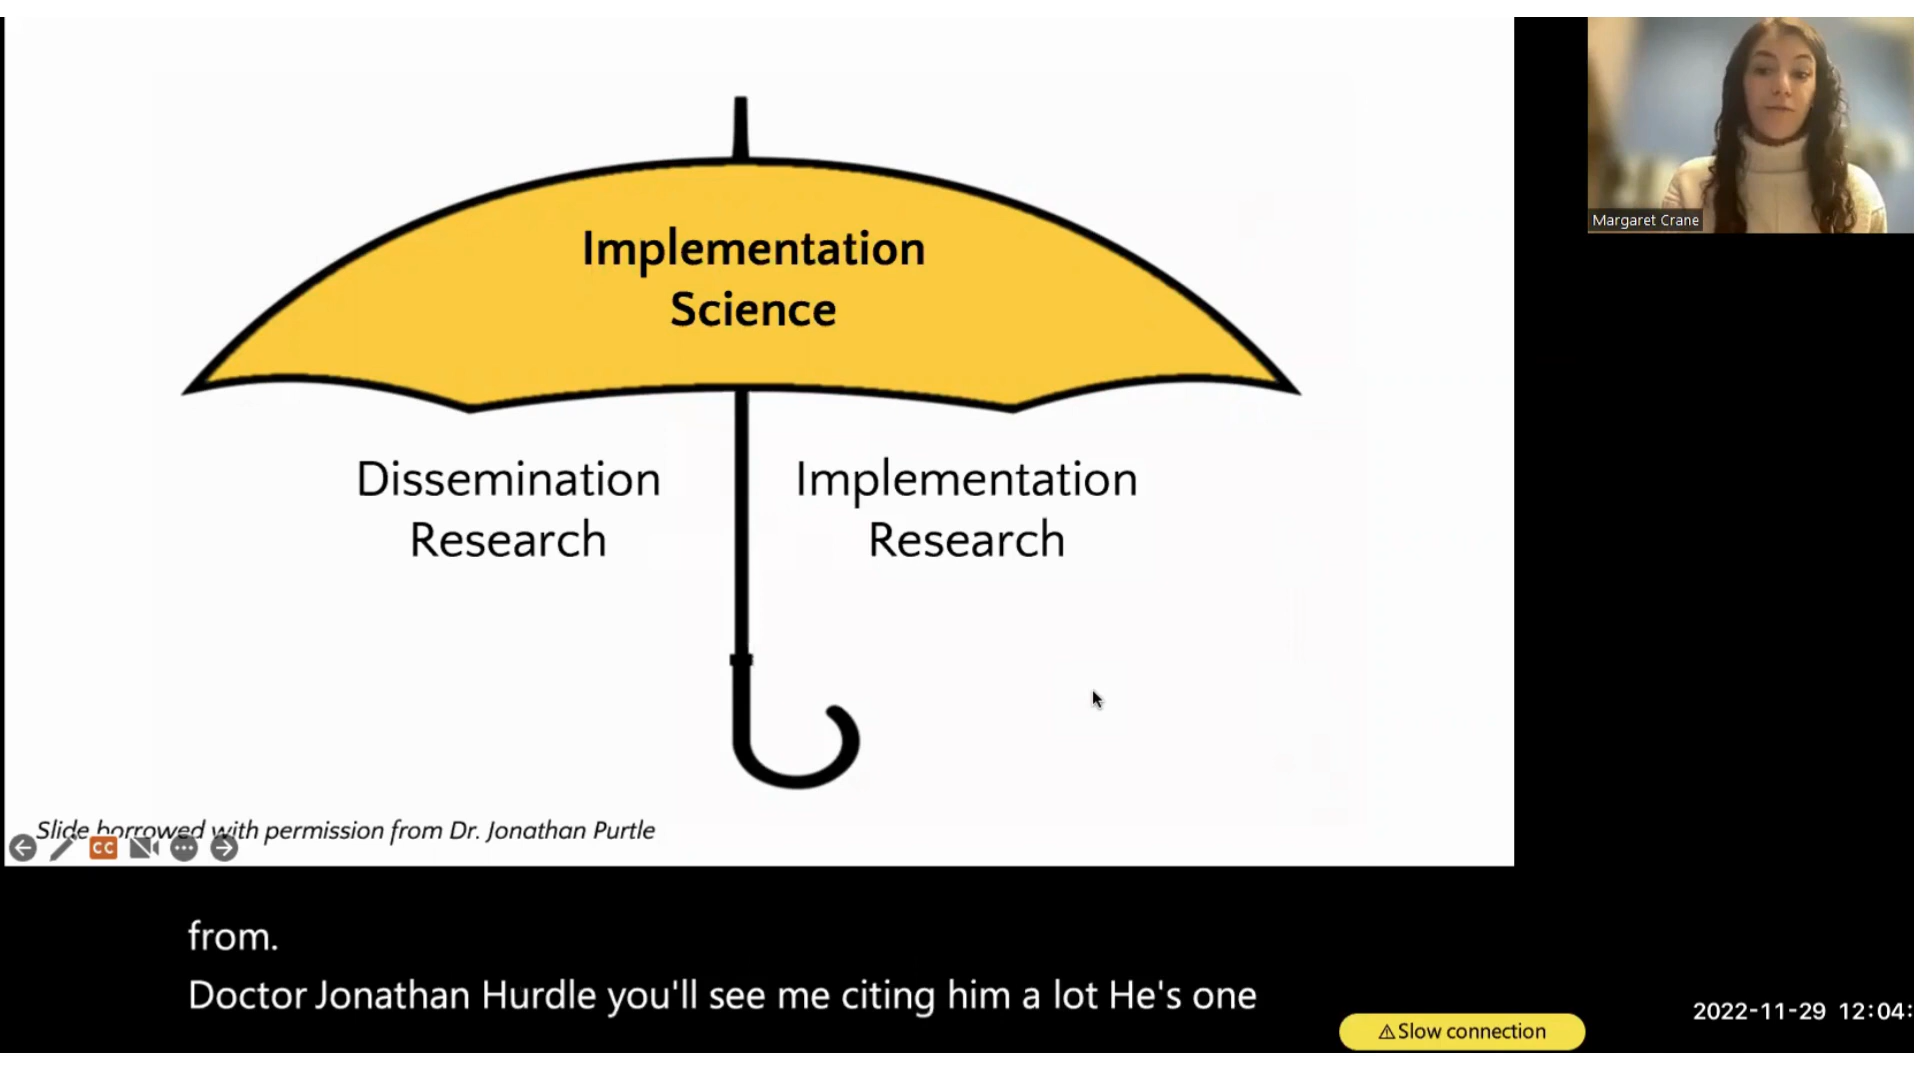 Implementation
Science
Dissemination
Research
Implementation
Research
Slide borrowed with permission from Dr. Jonathan Purtle
CC
Margaret Crane
from.
Doctor Jonathan Hurdle you'll see me citing him a lot He's one
⚠Slow connection
2022-11-29 12:04: